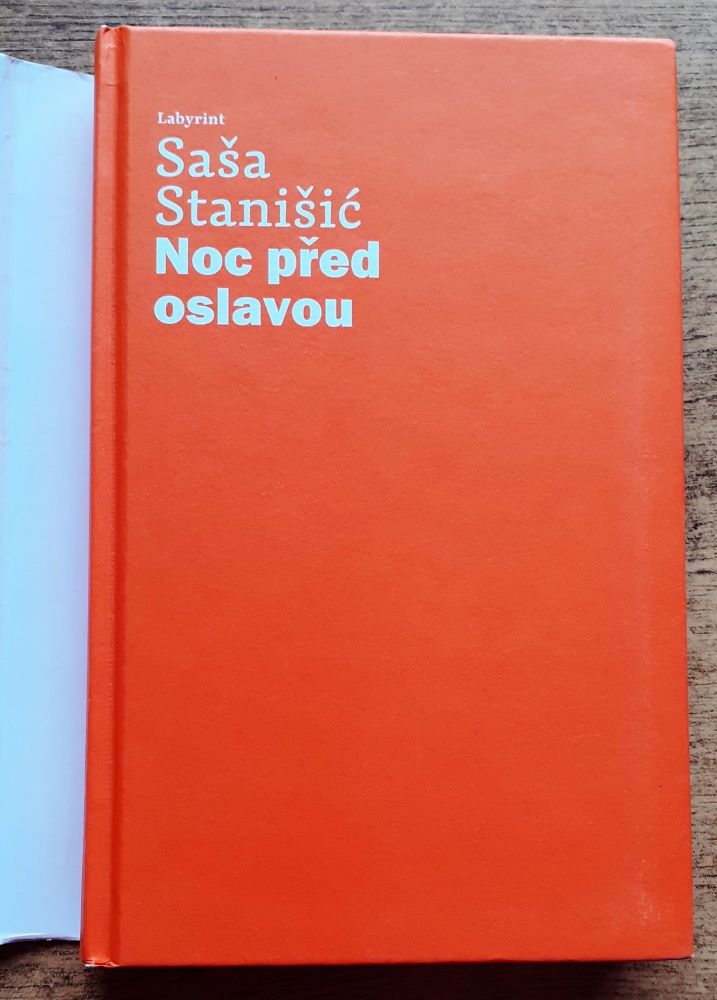 Labyrint
Saša
Stanišić
Noc před
oslavou